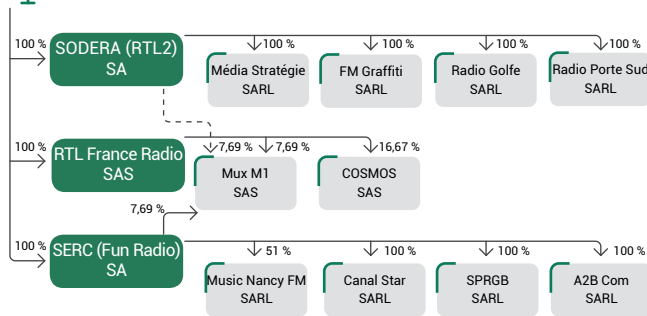 100 %
SODERA (RTL2)
SA
100 %
100 %
100 %
100 %
Média Stratégie
SARL
FM Graffiti
SARL
Radio Golfe
SARL
Radio Porte Sud
SARL
100 %
RTL France Radio
SAS
7,69 %
7,69 %
16,67 %
Mux M1
SAS
COSMOS
SAS
7,69 %
100 %
SERC (Fun Radio)
SA
51 %
100 %
100 %
100 %
Music Nancy FM
SARL
Canal Star
SARL
SPRGB
SARL
A2B Com
SARL